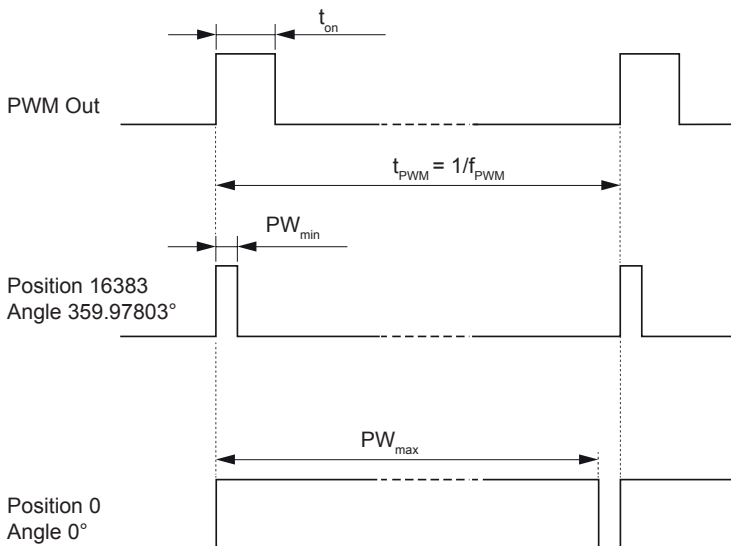 t_on
PWM Out
t_PWM = 1/f_PWM
PW_min
Position 16383
Angle 359.97803°
PW_max
Position 0
Angle 0°